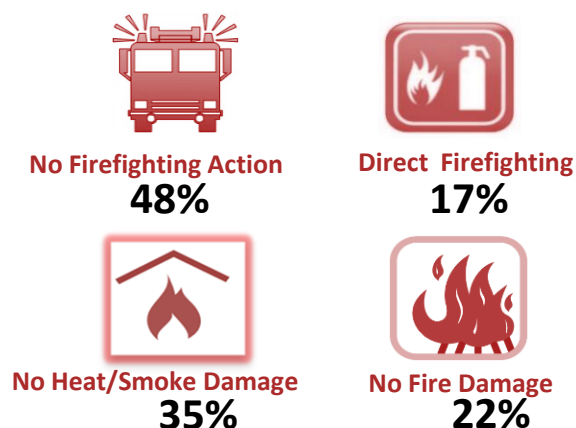 No Firefighting Action
48%
Direct Firefighting
17%
No Heat/Smoke Damage
35%
No Fire Damage
22%